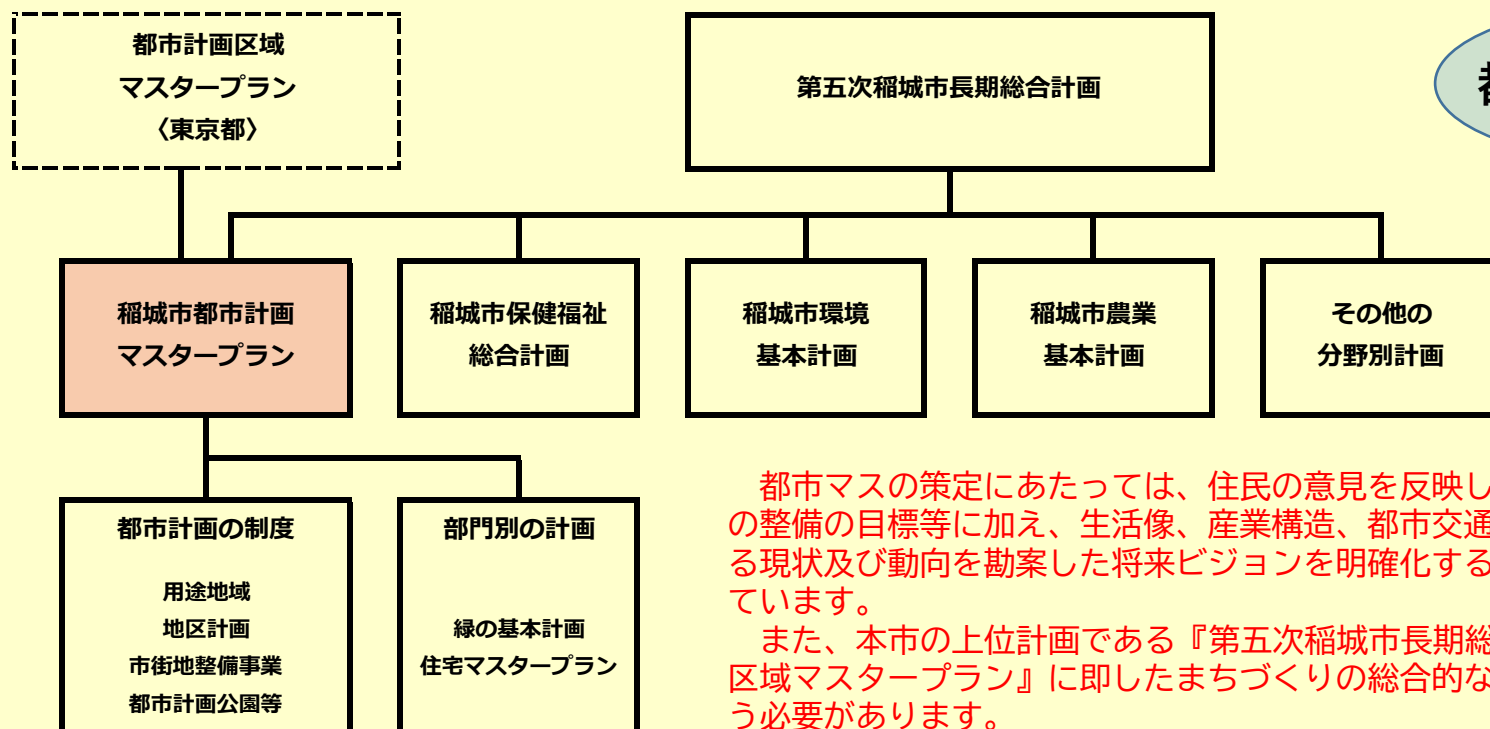 都市計画区域
マスタープラン
〈東京都〉
第五次稲城市長期総合計画
稲城市都市計画
マスタープラン
稲城市保健福祉
総合計画
稲城市環境
基本計画
稲城市農業
基本計画
その他の
分野別計画
都市計画の制度
用途地域
地区計画
市街地整備事業
都市計画公園等
部門別の計画
緑の基本計画
住宅マスタープラン
都市マスの策定にあたっては、住民の意見を反映し
の整備の目標等に加え、生活像、産業構造、都市交通
る現状及び動向を勘案した将来ビジョンを明確化する
ています。
また、本市の上位計画である『第五次稲城市長期総
区域マスタープラン』に即したまちづくりの総合的な
う必要があります。